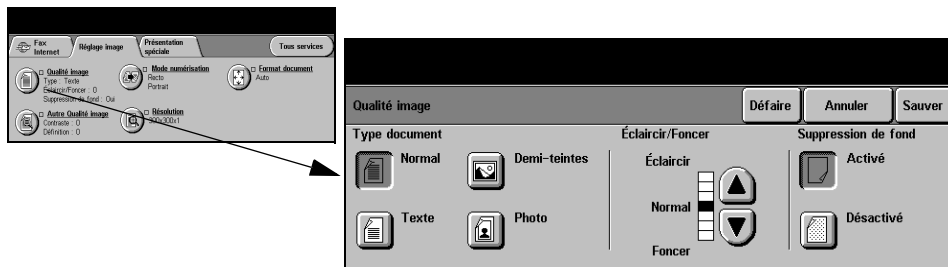 Fax Internet
Réglage image
Présentation spéciale
Tous services
Qualité image
Type : Texte
Éclaircir/Foncer : 0
Suppression de fond : Oui
Mode numérisation
Recto
Portrait
Format document
Auto
Autre Qualité image
Contraste : 0
Définition : 0
Résolution
300x300x1
Qualité image
Défaire
Annuler
Sauver
Type document
Éclaircir/Foncer
Suppression de fond
Normal
Demi-teintes
Éclaircir
Activé
Normal
Texte
Photo
Désactivé
Foncer